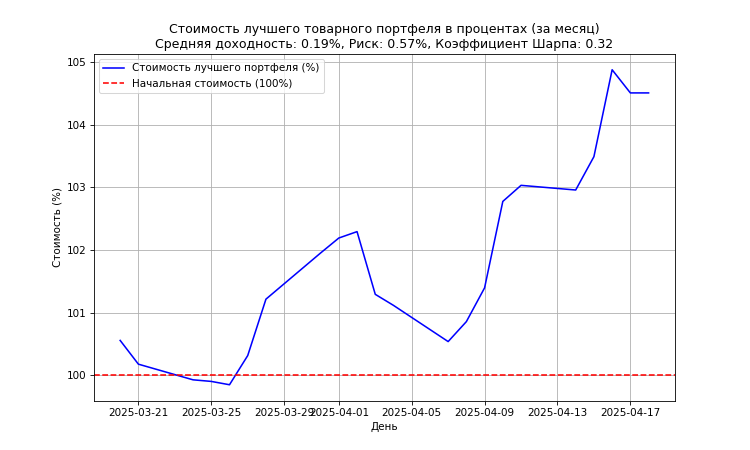 Стоимость лучшего товарного портфеля в процентах (за месяц)
Средняя доходность: 0.19%, Риск: 0.57%, Коэффициент Шарпа: 0.32
Стоимость лучшего портфеля (%)
Начальная стоимость (100%)
Стоимость (%)
105
104
103
102
101
100
2025-03-21
2025-03-25
2025-03-29
2025-04-01
2025-04-05
2025-04-09
2025-04-13
2025-04-17
День